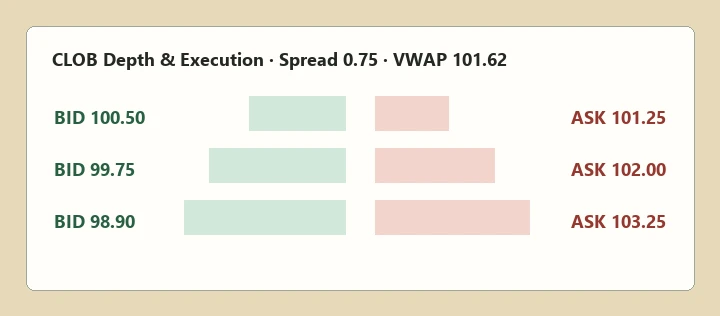 CLOB Depth & Execution · Spread 0.75 · VWAP 101.62
BID 100.50 ASK 101.25
BID 99.75 ASK 102.00
BID 98.90 ASK 103.25